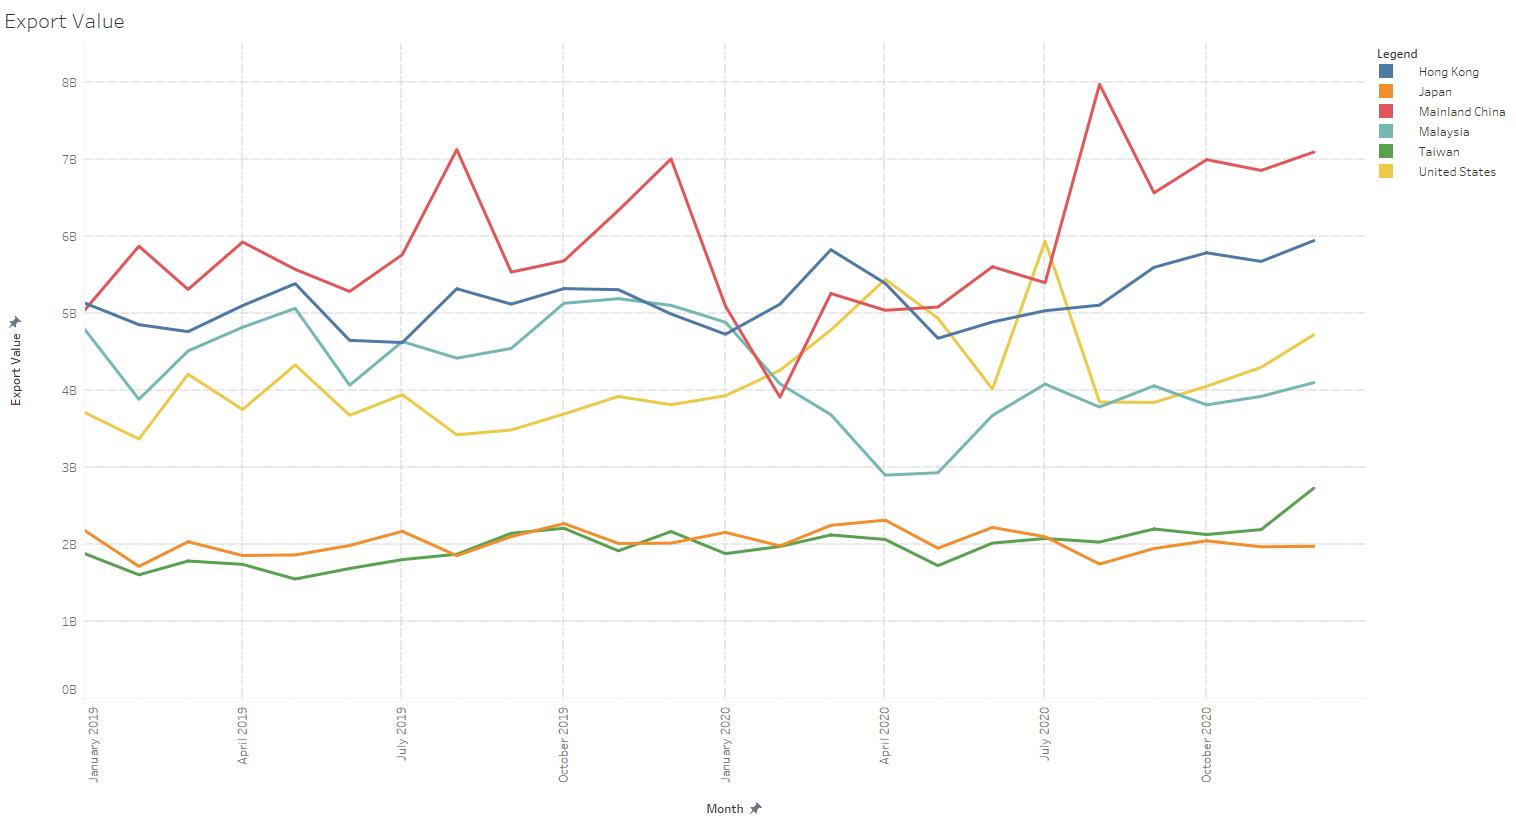 Export Value
Legend
Hong Kong
Japan
Mainland China
Malaysia
Taiwan
United States
8B
7B
6B
5B
4B
3B
2B
1B
0B
Export Value
January 2019
April 2019
July 2019
October 2019
January 2020
April 2020
July 2020
October 2020
Month